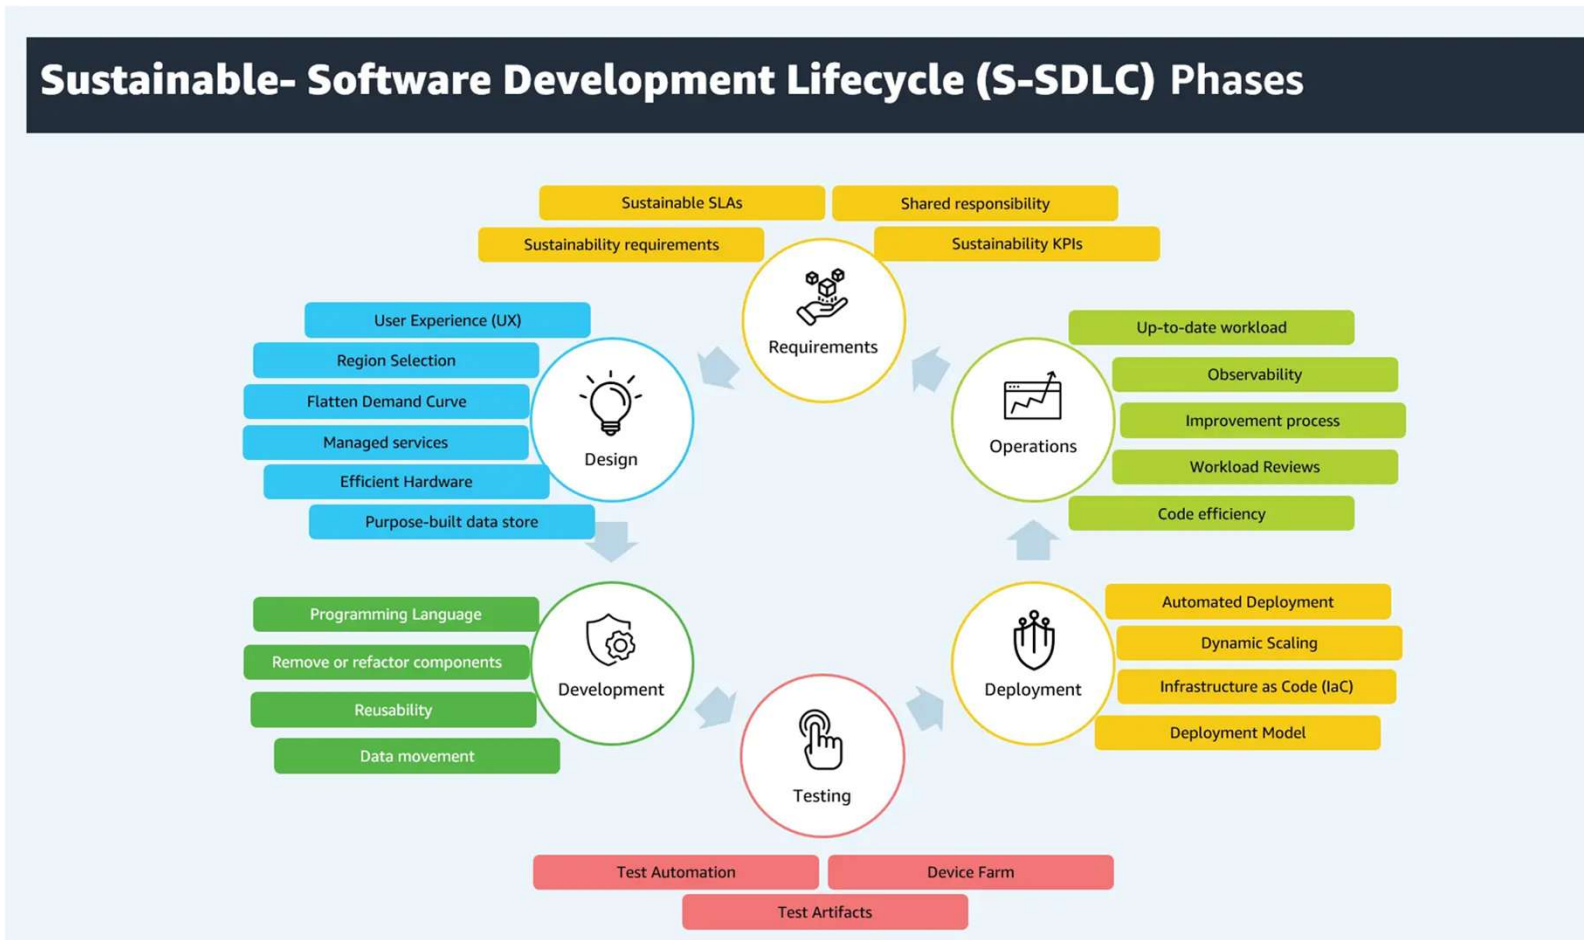 Sustainable- Software Development Lifecycle (S-SDLC) Phases
Sustainable SLAs
Shared responsibility
Sustainability requirements
Sustainability KPIs
Requirements
User Experience (UX)
Region Selection
Flatten Demand Curve
Managed services
Efficient Hardware
Purpose-built data store
Design
Up-to-date workload
Observability
Improvement process
Workload Reviews
Code efficiency
Operations
Programming Language
Remove or refactor components
Reusability
Data movement
Development
Automated Deployment
Dynamic Scaling
Infrastructure as Code (IaC)
Deployment Model
Deployment
Testing
Test Automation
Device Farm
Test Artifacts